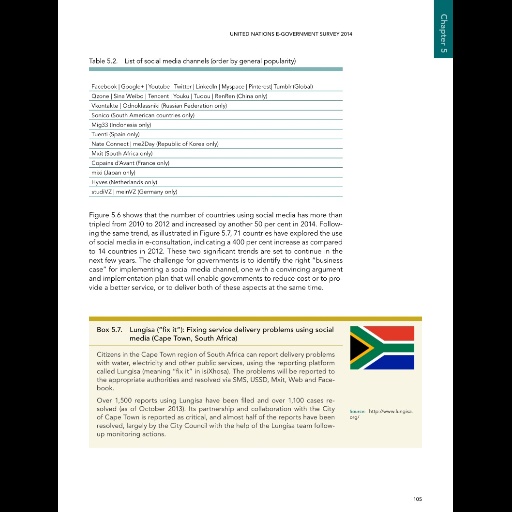 UNITED NATIONS E-GOVERNMENT SURVEY 2014
Chapter 5
Table 5.2. List of social media channels (order by general popularity)
Facebook | Google+ | Youtube | Twitter | LinkedIn | Myspace | Pinterest| Tumblr(Global)
Qzone | Sina Weibo | Tencent | Youku | Tudou | RenRen (China only)
Vkontakte | Odnoklassniki (Russian Federation only)
Sonico (South American countries only)
Mig33 (Indonesia only)
Tuenti (Spain only)
Nate Connect | me2Day (Republic of Korea only)
Mxit (South Africa only)
Copains d'Avant (France only)
mixi (Japan only)
Hyves (Netherlands only)
studiVZ | meinVZ (Germany only)
Figure 5.6 shows that the number of countries using social media has more than
tripled from 2010 to 2012 and increased by another 50 per cent in 2014. Follow-
ing the same trend, as illustrated in Figure 5.7, 71 countries have explored the use
of social media in e-consultation, indicating a 400 per cent increase as compared
to 14 countries in 2012. These two significant trends are set to continue in the
next few years. The challenge for governments is to identify the right "business
case" for implementing a social media channel, one with a convincing argument
and implementation plan that will enable governments to reduce cost or to pro-
vide a better service, or to deliver both of these aspects at the same time.
Box 5.7. Lungisa ("fix it"): Fixing service delivery problems using social
media (Cape Town, South Africa)
Citizens in the Cape Town region of South Africa can report delivery problems
with water, electricity and other public services, using the reporting platform
called Lungisa (meaning "fix it" in isiXhosa). The problems will be reported to
the appropriate authorities and resolved via SMS, USSD, Mxit, Web and Face-
book.
Over 1,500 reports using Lungisa have been filed and over 1,100 cases re-
solved (as of October 2013). Its partnership and collaboration with the City
of Cape Town is reported as critical, and almost half of the reports have been
resolved, largely by the City Council with the help of the Lungisa team follow-
up monitoring actions.
Source: http://www.lungisa.
org/
105